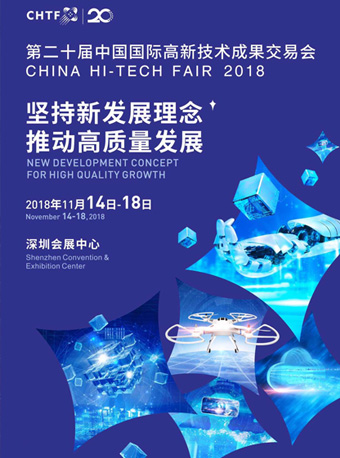 CHTF 20
第二十届中国国际高新技术成果交易会
CHINA HI-TECH FAIR 2018
坚持新发展理念
推动高质量发展
NEW DEVELOPMENT CONCEPT
FOR HIGH QUALITY GROWTH
2018年11月14日-18日
November 14-18, 2018
深圳会展中心
Shenzhen Convention &
Exhibition Center